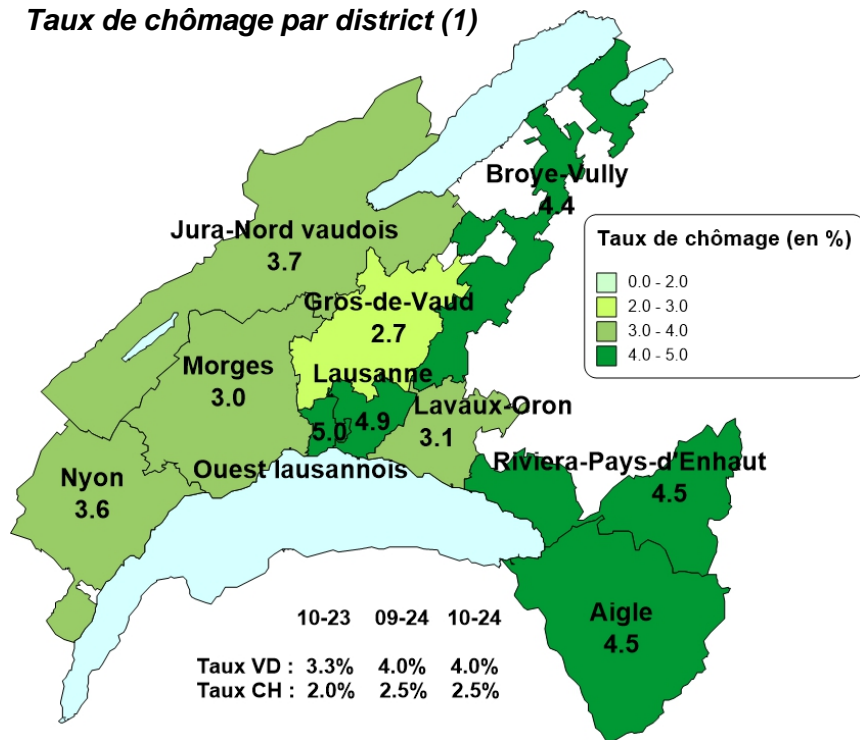 Taux de chômage par district (1)
Broye-Vully
4.4
Jura-Nord vaudois
3.7
Taux de chômage (en %)
0.0 - 2.0
2.0 - 3.0
3.0 - 4.0
4.0 - 5.0
Gros-de-Vaud
2.7
Morges
3.0
Lausanne
4.9
5.0
Ouest lausannois
Lavaux-Oron
3.1
Riviera-Pays-d'Enhaut
4.5
Nyon
3.6
Aigle
4.5
10-23 09-24 10-24
Taux VD : 3.3% 4.0% 4.0%
Taux CH : 2.0% 2.5% 2.5%